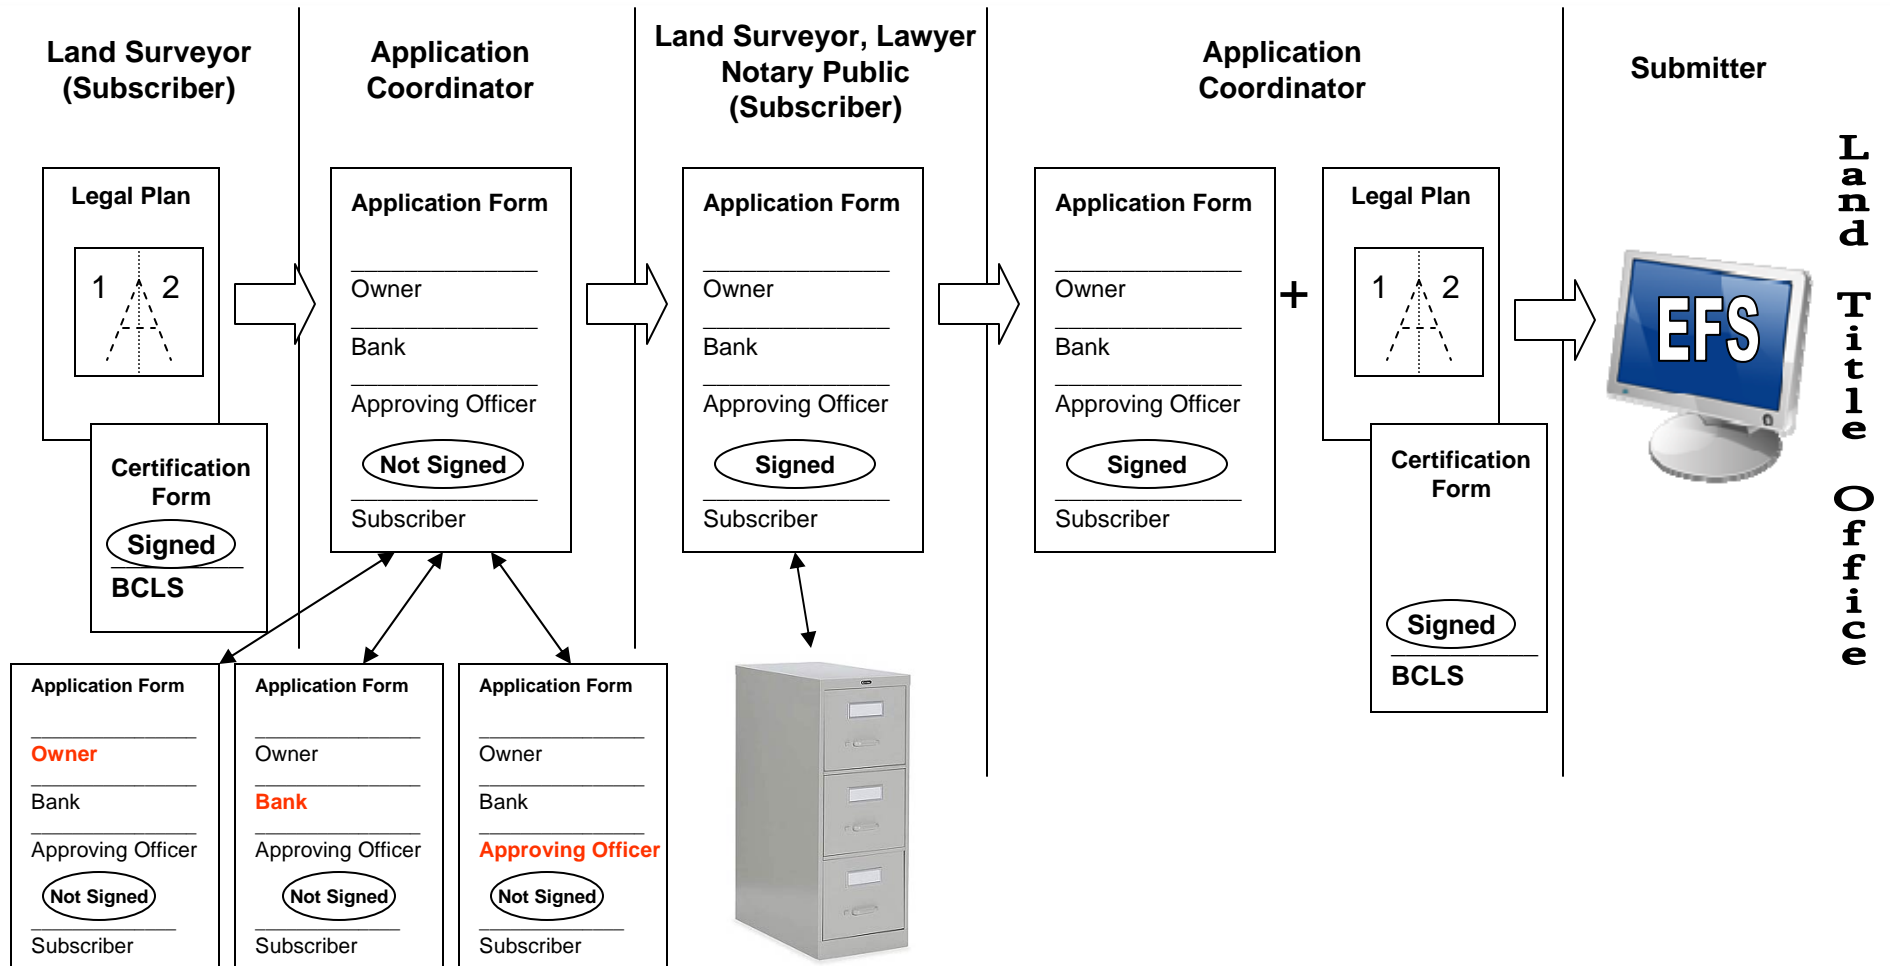 Land Surveyor
(Subscriber)
Application
Coordinator
Land Surveyor, Lawyer
Notary Public
(Subscriber)
Application
Coordinator
Submitter
Legal Plan
1 2
Certification
Form
Signed
BCLS
Application Form
Owner
Bank
Approving Officer
Not Signed
Subscriber
Application Form
Owner
Bank
Approving Officer
Signed
Subscriber
Application Form
Owner
Bank
Approving Officer
Signed
Subscriber
+
Legal Plan
1 2
Certification
Form
Signed
BCLS
EFS
Land Title Office
Application Form
Owner
Bank
Approving Officer
Not Signed
Subscriber
Application Form
Owner
Bank
Approving Officer
Not Signed
Subscriber
Application Form
Owner
Bank
Approving Officer
Not Signed
Subscriber